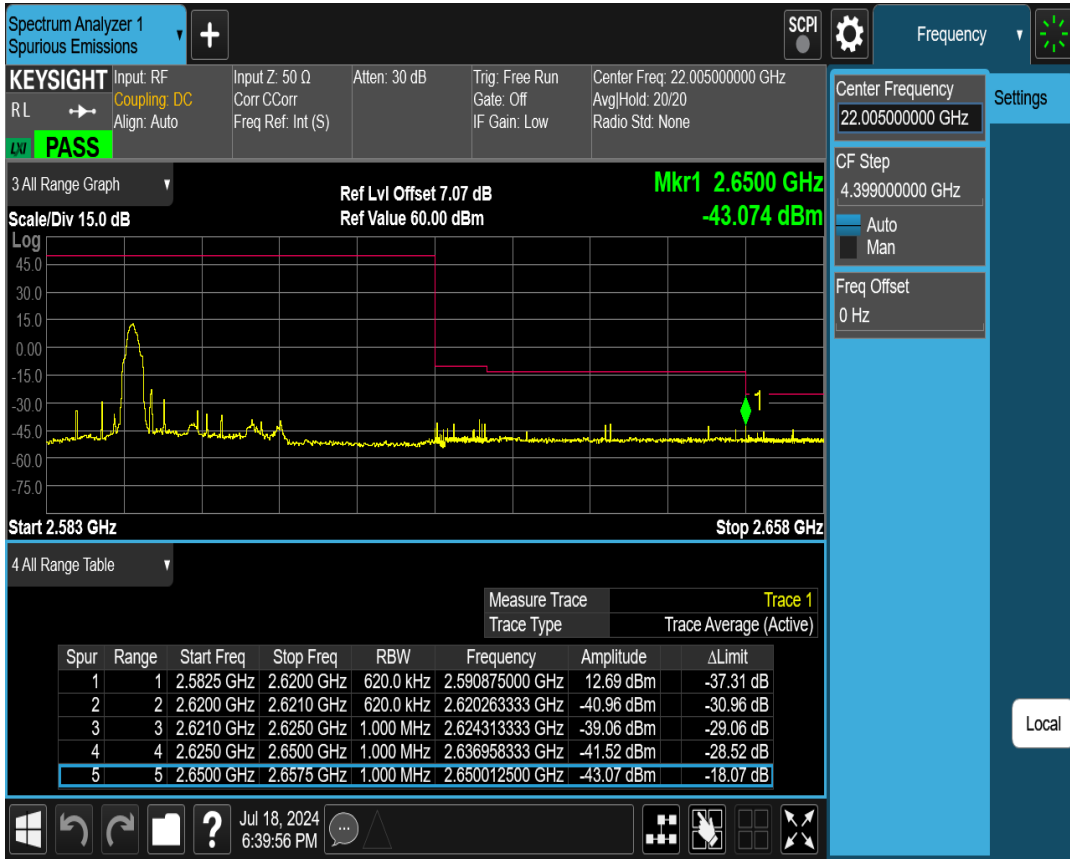 Spectrum Analyzer 1
Spurious Emissions
+
SCPI
Frequency
KEYSIGHT
RL
LXI PASS
Input: RF
Coupling: DC
Align: Auto
Input Z: 50 Ω
Corr CCorr
Freq Ref: Int (S)
Atten: 30 dB
Trig: Free Run
Gate: Off
IF Gain: Low
Center Freq: 22.005000000 GHz
Avg|Hold: 20/20
Radio Std: None
3 All Range Graph
Scale/Div 15.0 dB
Ref Lvl Offset 7.07 dB
Ref Value 60.00 dBm
Mkr1 2.6500 GHz
-43.074 dBm
Log
45.0
30.0
15.0
0.00
-15.0
-30.0
-45.0
-60.0
-75.0
1
Start 2.583 GHz Stop 2.658 GHz
4 All Range Table
Measure Trace Trace 1
Trace Type Trace Average (Active)
Spur Range Start Freq Stop Freq RBW Frequency Amplitude ΔLimit
1 1 2.5825 GHz 2.6200 GHz 620.0 kHz 2.590875000 GHz 12.69 dBm -37.31 dB
2 2 2.6200 GHz 2.6210 GHz 620.0 kHz 2.620263333 GHz -40.96 dBm -30.96 dB
3 3 2.6210 GHz 2.6250 GHz 1.000 MHz 2.624313333 GHz -39.06 dBm -29.06 dB
4 4 2.6250 GHz 2.6500 GHz 1.000 MHz 2.636958333 GHz -41.52 dBm -28.52 dB
5 5 2.6500 GHz 2.6575 GHz 1.000 MHz 2.650012500 GHz -43.07 dBm -18.07 dB
Center Frequency
22.005000000 GHz
CF Step
4.399000000 GHz
Auto
Man
Freq Offset
0 Hz
Settings
Local
?
Jul 18, 2024
6:39:56 PM